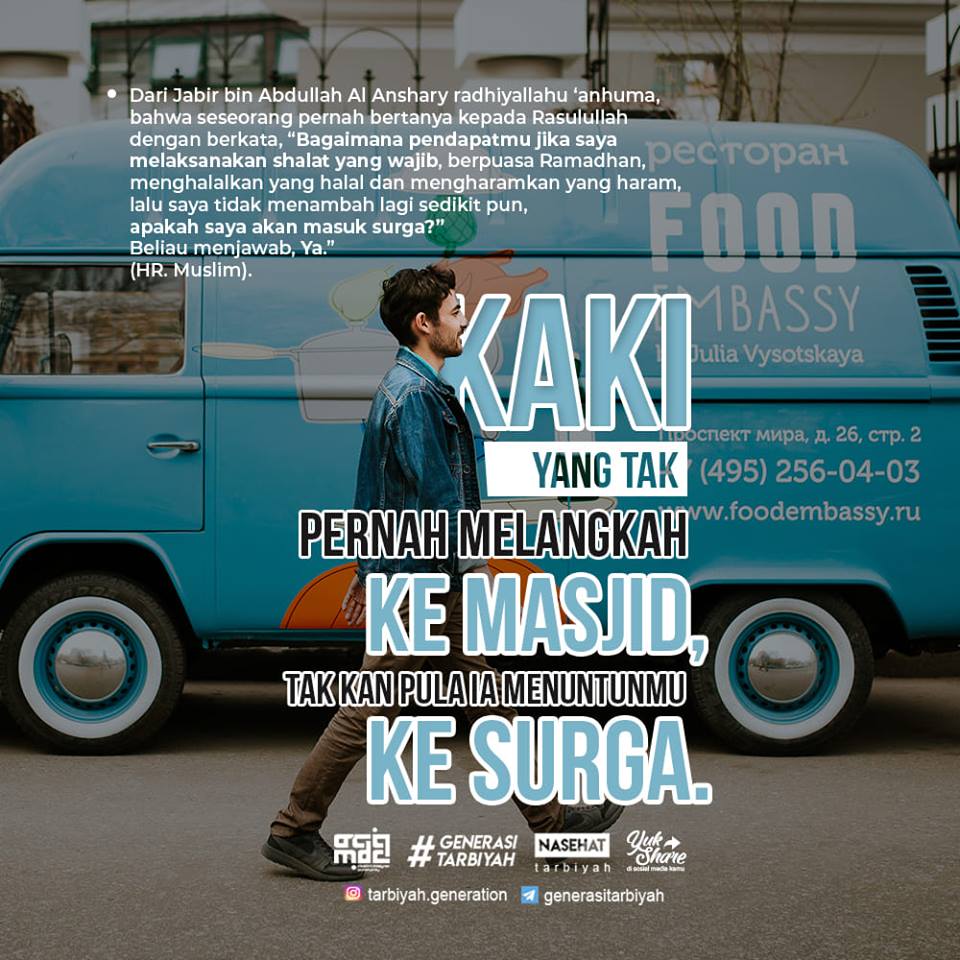 Dari Jabir bin Abdullah Al Anshary radhiyallahu ‘anhuma,
bahwa seseorang pernah bertanya kepada Rasulullah
dengan berkata, “Bagaimana pendapatmu jika saya
melaksanakan shalat yang wajib, berpuasa Ramadhan,
menghalalkan yang halal dan mengharamkan yang haram,
lalu saya tidak menambah lagi sedikit pun,
apakah saya akan masuk surga?”
Beliau menjawab, Ya.”
(HR. Muslim).
ресторан
FOOD
EMBASSY
Julia Vysotskaya
Проспект мира, д. 26, стр. 2
(495) 256-04-03
www.foodembassy.ru
KAKI
YANG TAK
PERNAH MELANGKAH
KE MASJID,
TAK KAN PULA IA MENUNTUNMU
KE SURGA.
#GENERASI
TARBIYAH
NASEHAT
tarbiyah
Yuk
Share
di sosial media kamu
tarbiyah.generation
generasitarbiyah